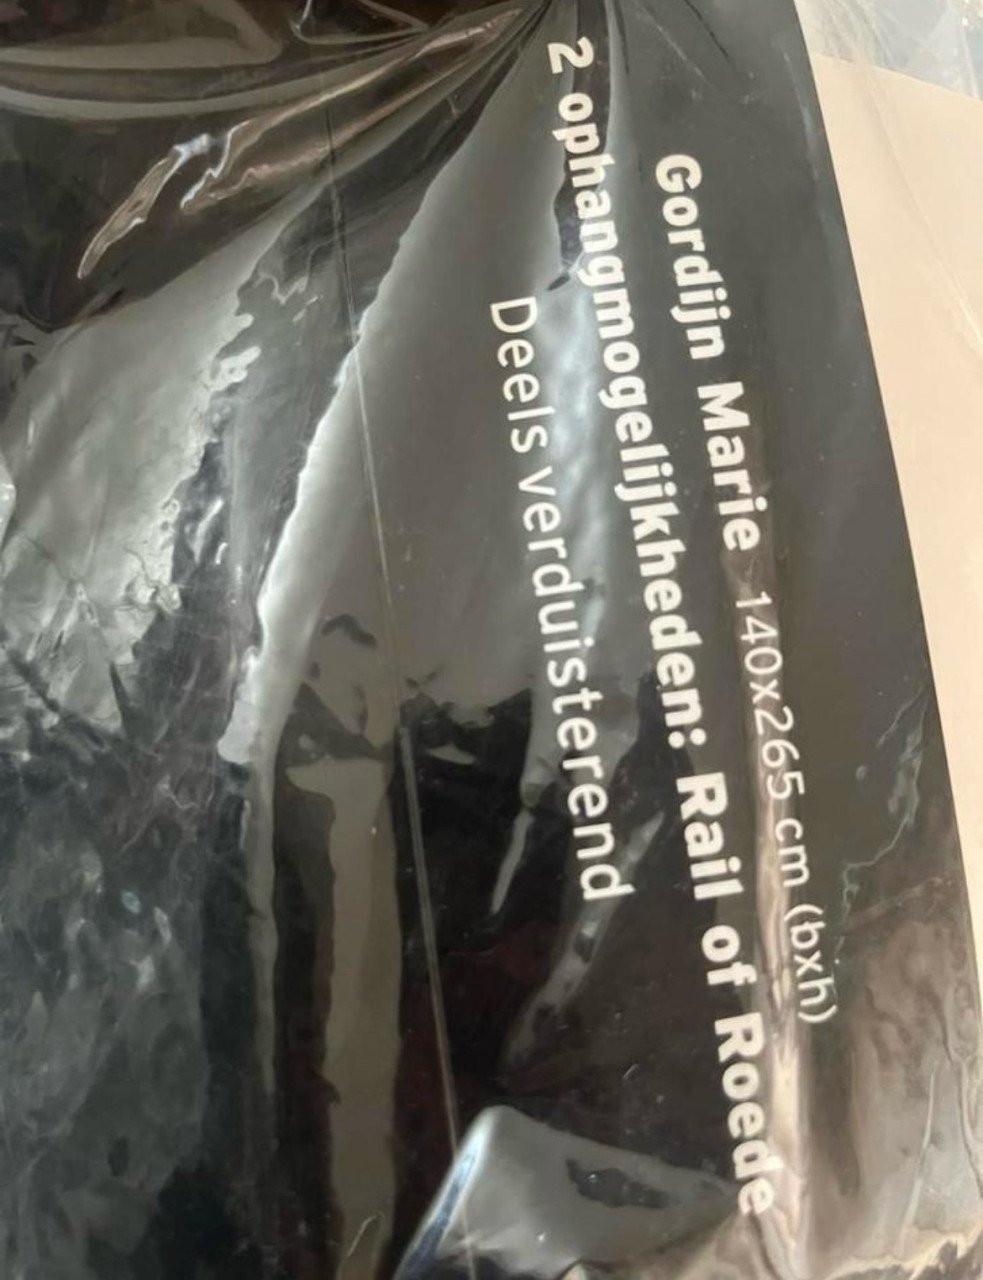 Gordijn Marie 140x265 cm (bxh)
2 ophangmogelijkheden: Rail of Roede
Deels verduisterend